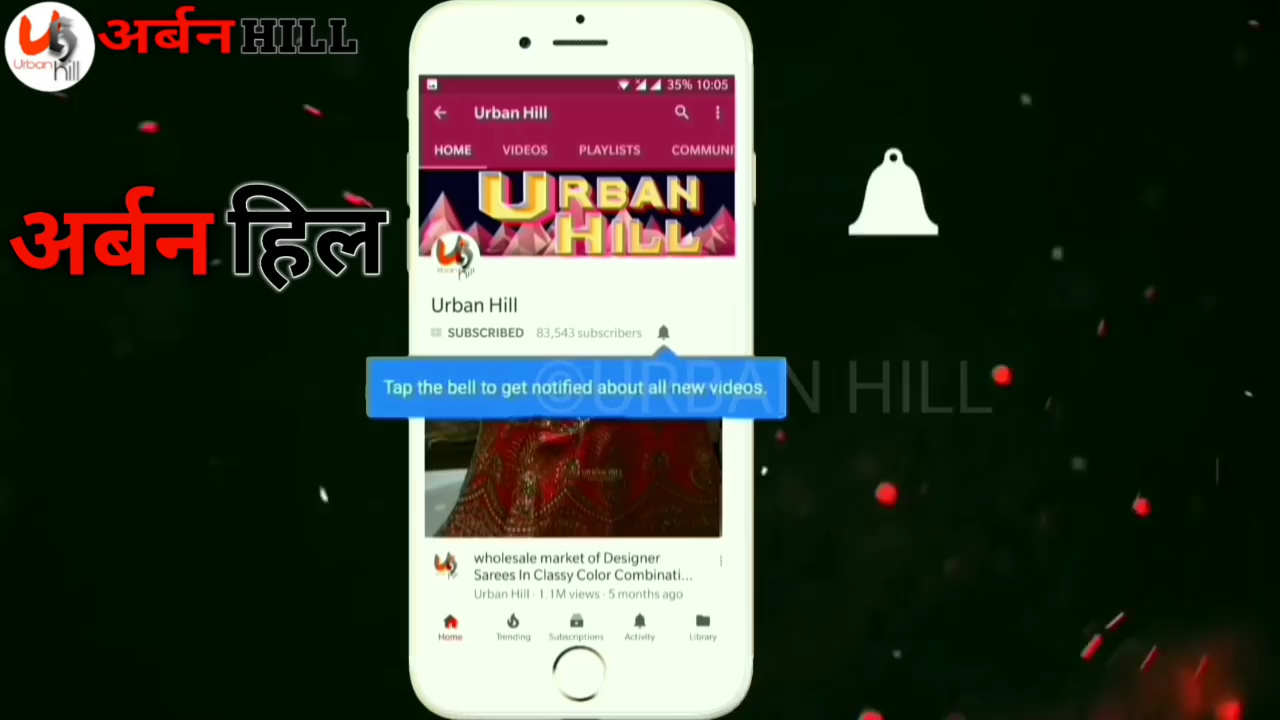 Urban
hill
अर्बन HILL
अर्बन हिल
35% 10:05
Urban Hill
HOME VIDEOS PLAYLISTS COMMUNI
URBAN
HILL
Urban Hill
SUBSCRIBED 83,543 subscribers
Tap the bell to get notified about all new videos.
©URBAN HILL
URBAN HILL
wholesale market of Designer
Sarees In Classy Color Combinati...
Urban Hill · 1.1M views · 5 months ago
Home Trending Subscriptions Activity Library